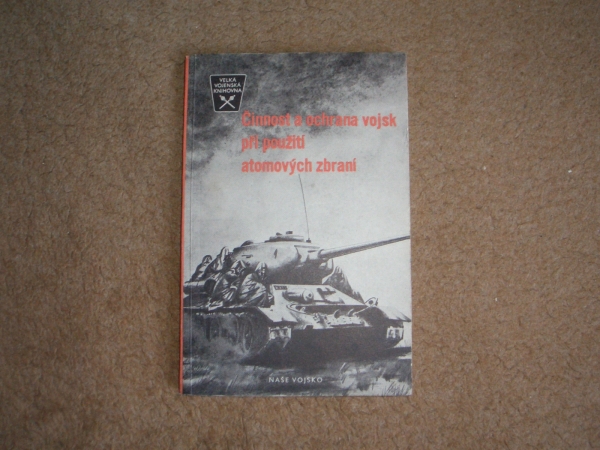 VELKÁ
VOJENSKÁ
KNIHOVNA
Činnost a ochrana vojsk
při použití
atomových zbraní
NAŠE VOJSKO